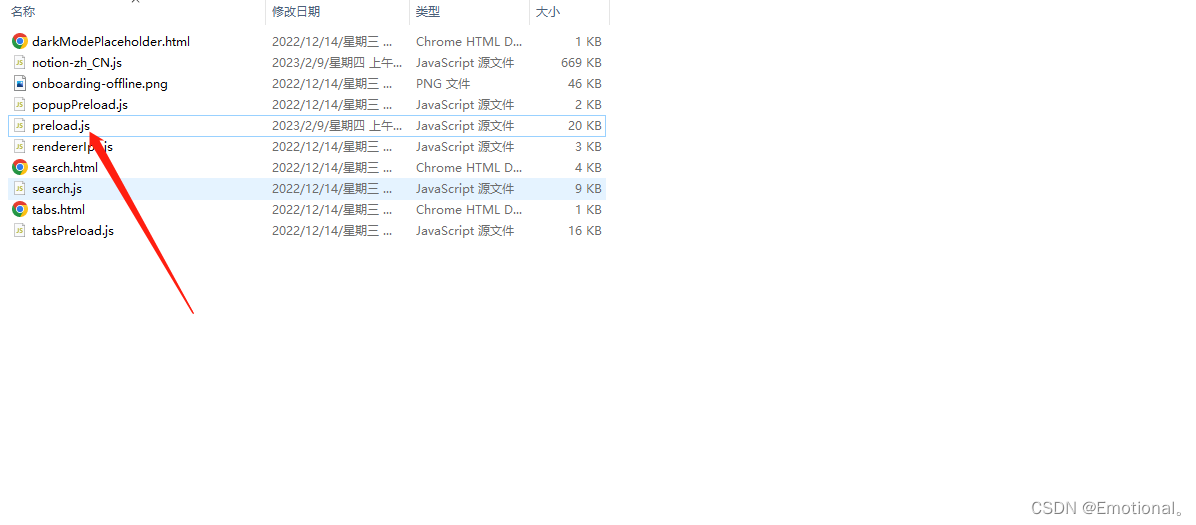 名称 修改日期 类型 大小
darkModePlaceholder.html 2022/12/14/星期三 ... Chrome HTML D... 1 KB
notion-zh_CN.js 2023/2/9/星期四 上午... JavaScript 源文件 669 KB
onboarding-offline.png 2022/12/14/星期三 ... PNG 文件 46 KB
popupPreload.js 2022/12/14/星期三 ... JavaScript 源文件 2 KB
preload.js 2023/2/9/星期四 上午... JavaScript 源文件 20 KB
rendererIpc.js 2022/12/14/星期三 ... JavaScript 源文件 3 KB
search.html 2022/12/14/星期三 ... Chrome HTML D... 4 KB
search.js 2022/12/14/星期三 ... JavaScript 源文件 9 KB
tabs.html 2022/12/14/星期三 ... Chrome HTML D... 1 KB
tabsPreload.js 2022/12/14/星期三 ... JavaScript 源文件 16 KB
CSDN @Emotional。